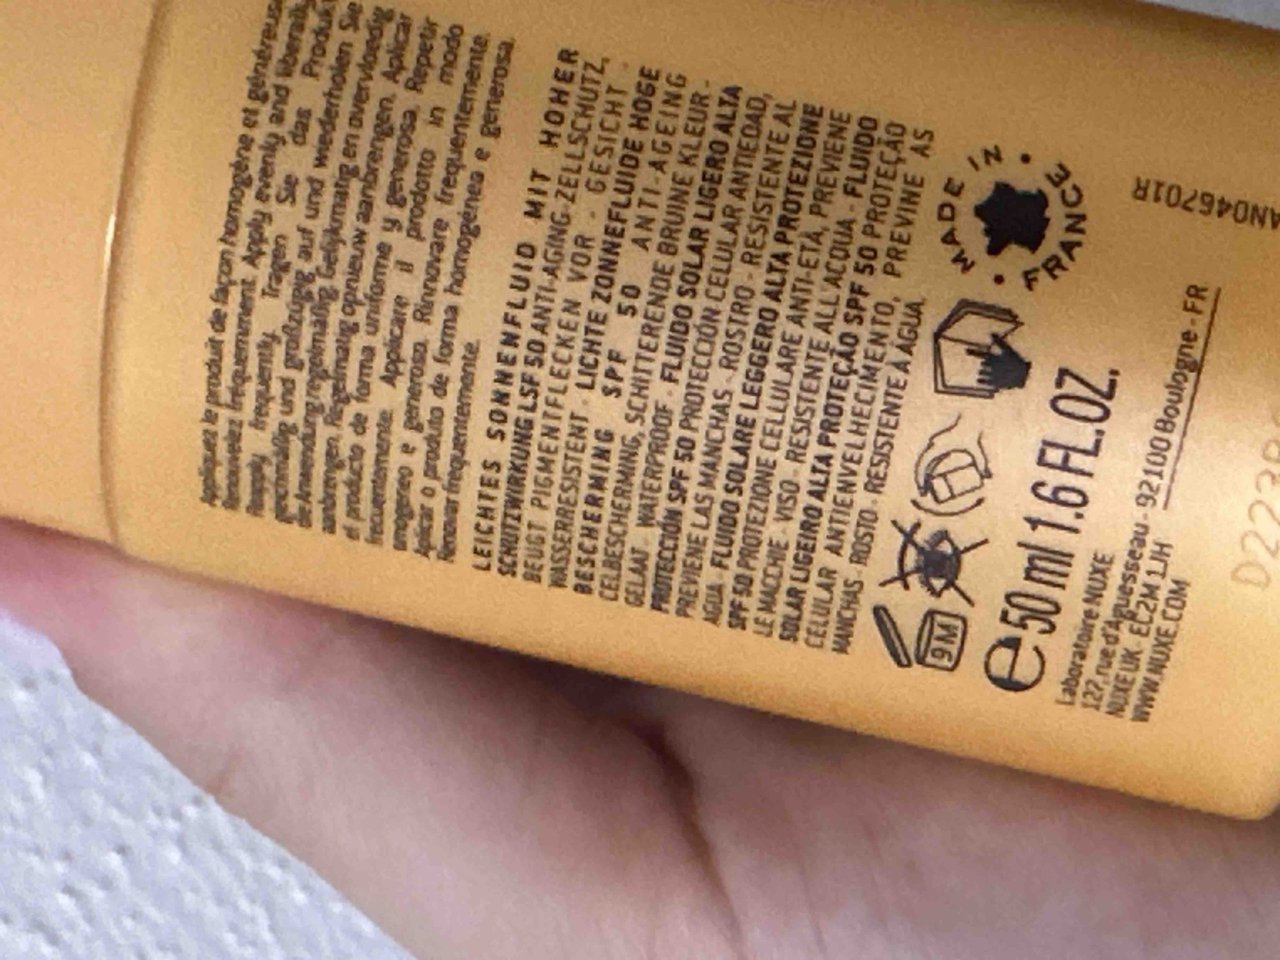 Appliquez le produit de façon homogène et généreuse.
Renouvelez fréquemment. Apply evenly and liberally.
Reapply frequently. Tragen Sie das Produkt
gleichmäßig und großzügig auf und wiederholen Sie
die Anwendung regelmäßig. Gelijkmatig en overvloedig
aanbrengen. Regelmatig opnieuw aanbrengen. Aplicar
el producto de forma uniforme y generosa. Repetir
frecuentemente. Applicare il prodotto in modo
omogeneo e generoso. Rinnovare frequentemente.
Aplicar o produto de forma homogénea e generosa.
Renovar frequentemente.
LEICHTES SONNENFLUID MIT HOHER
SCHUTZWIRKUNG LSF 50 ANTI-AGING-ZELLSCHUTZ,
BEUGT PIGMENTFLECKEN VOR - GESICHT -
WASSERRESISTENT - LICHTE ZONNEFLUIDE HOGE
BESCHERMING SPF 50 ANTI-AGEING
CELBESCHERMING, SCHITTERENDE BRUINE KLEUR -
GELAAT - WATERPROOF - FLUIDO SOLAR LIGERO ALTA
PROTECCIÓN SPF 50 PROTECCIÓN CELULAR ANTIEDAD,
PREVIENE LAS MANCHAS - ROSTRO - RESISTENTE AL
AGUA - FLUIDO SOLARE LEGGERO ALTA PROTEZIONE
SPF 50 PROTEZIONE CELLULARE ANTI-ETÀ, PREVIENE
LE MACCHIE - VISO - RESISTENTE ALL'ACQUA - FLUIDO
SOLAR LIGEIRO ALTA PROTEÇÃO SPF 50 PROTEÇÃO
CELULAR ANTIENVELHECIMENTO, PREVINE AS
MANCHAS - ROSTO - RESISTENTE À ÁGUA.
9M
MADE IN
FRANCE
e 50 ml 1.6 FL.OZ.
AN046701R
Laboratoire NUXE
127, rue d'Aguesseau - 92100 Boulogne - FR
NUXE UK - EC2M 1JH
WWW.NUXE.COM